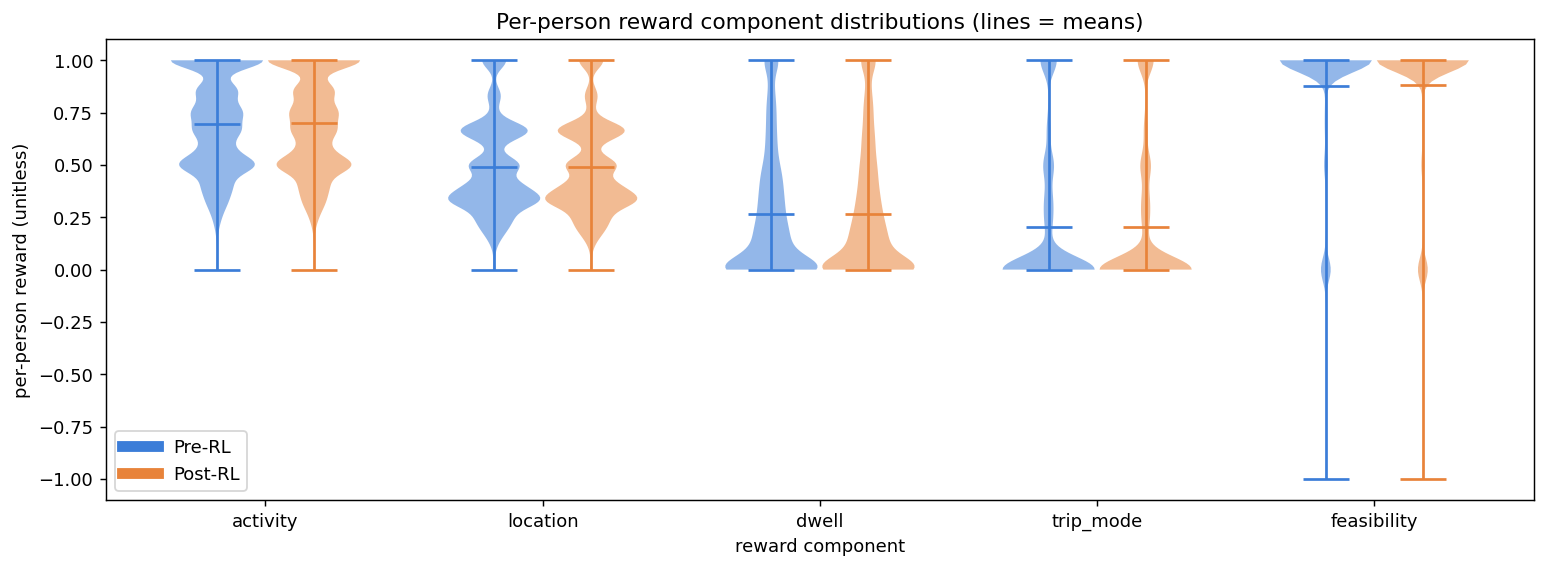 Per-person reward component distributions (lines = means)
per-person reward (unitless)
1.00
0.75
0.50
0.25
0.00
−0.25
−0.50
−0.75
−1.00
Pre-RL
Post-RL
activity
location
dwell
trip_mode
feasibility
reward component